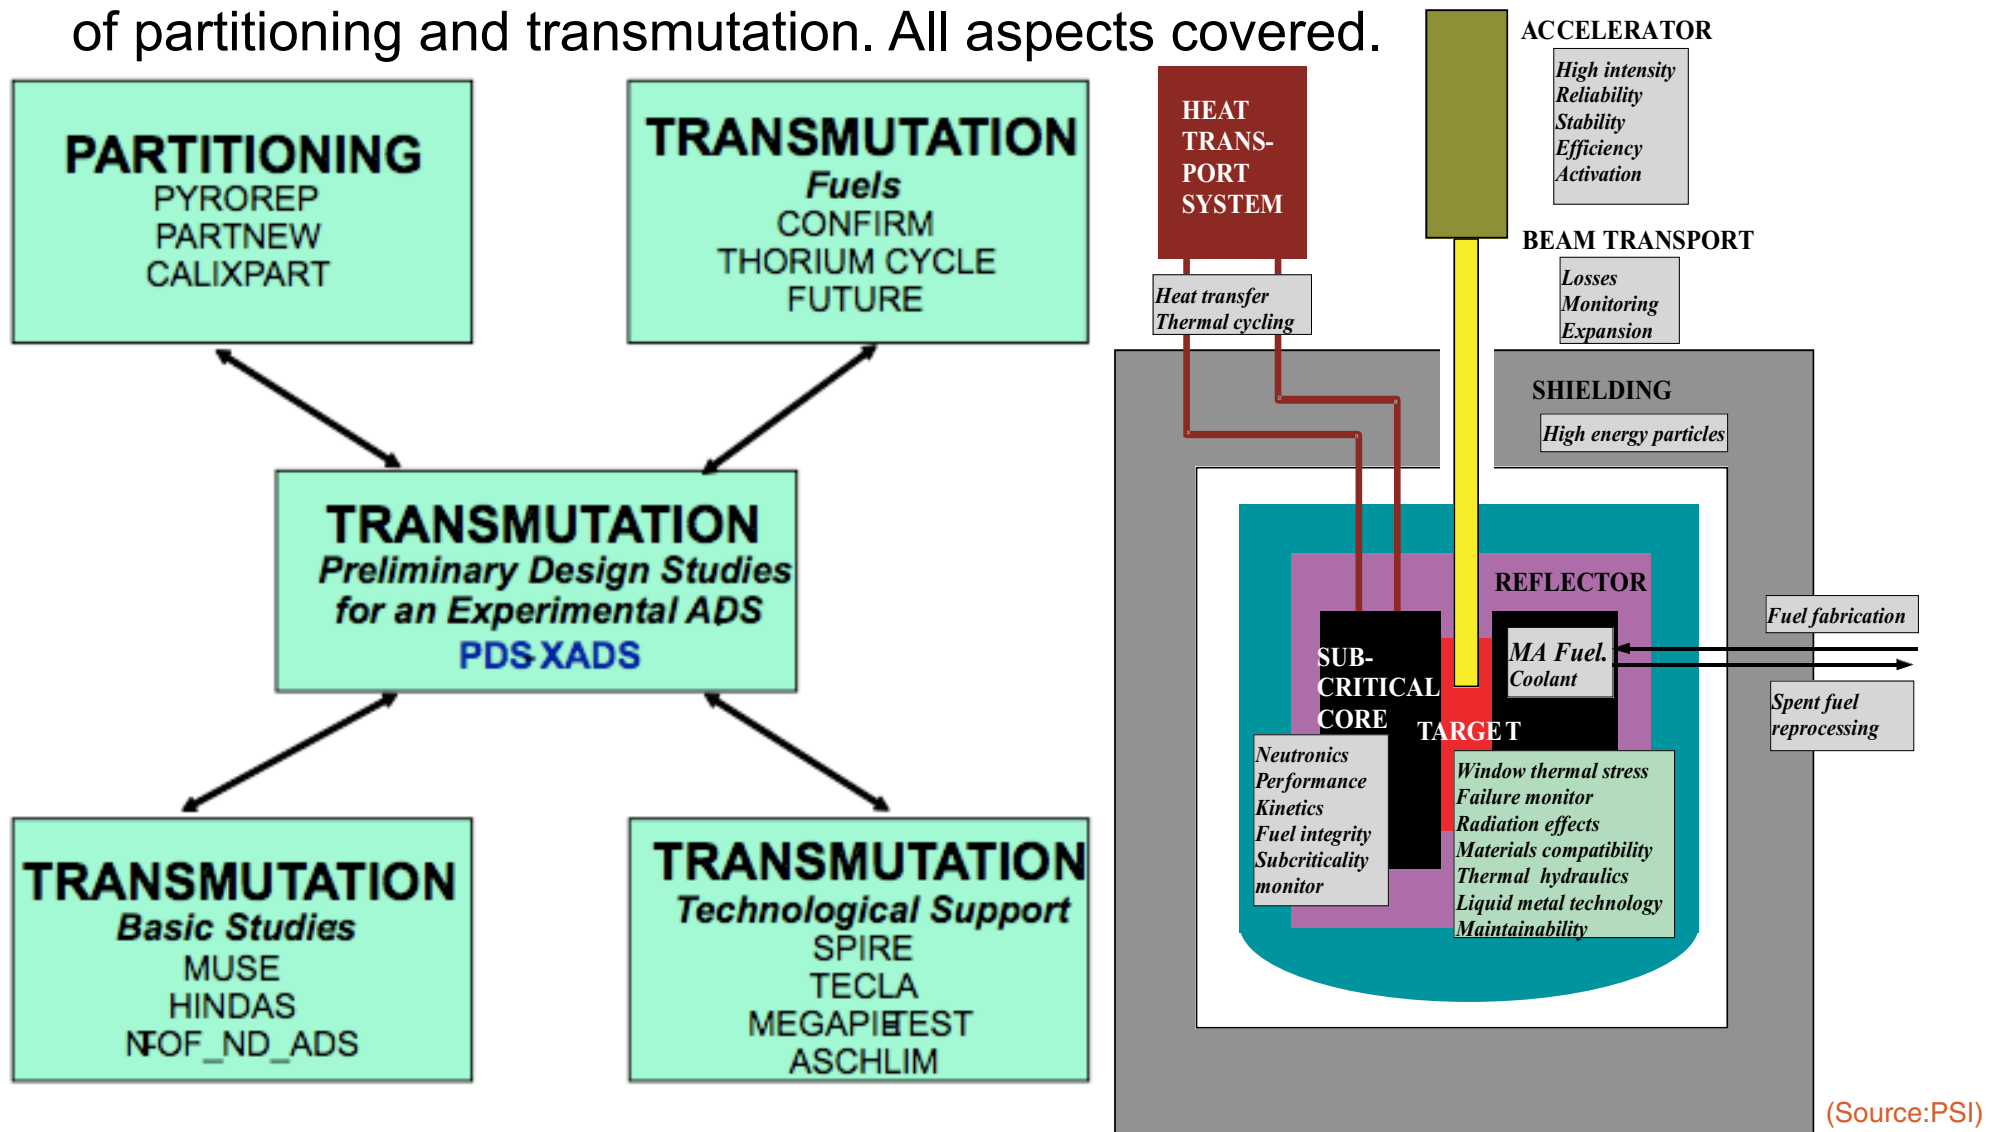 of partitioning and transmutation. All aspects covered.
PARTITIONING
PYROREP
PARTNEW
CALIXPART
TRANSMUTATION
Fuels
CONFIRM
THORIUM CYCLE
FUTURE
TRANSMUTATION
Preliminary Design Studies
for an Experimental ADS
PDS-XADS
TRANSMUTATION
Basic Studies
MUSE
HINDAS
N-TOF_ND_ADS
TRANSMUTATION
Technological Support
SPIRE
TECLA
MEGAPIE-TEST
ASCHLIM
HEAT
TRANS-
PORT
SYSTEM
Heat transfer
Thermal cycling
ACCELERATOR
High intensity
Reliability
Stability
Efficiency
Activation
BEAM TRANSPORT
Losses
Monitoring
Expansion
SHIELDING
High energy particles
REFLECTOR
SUB-
CRITICAL
CORE
MA Fuel.
Coolant
TARGET
Neutronics
Performance
Kinetics
Fuel integrity
Subcriticality
monitor
Window thermal stress
Failure monitor
Radiation effects
Materials compatibility
Thermal hydraulics
Liquid metal technology
Maintainability
Fuel fabrication
Spent fuel
reprocessing
(Source:PSI)